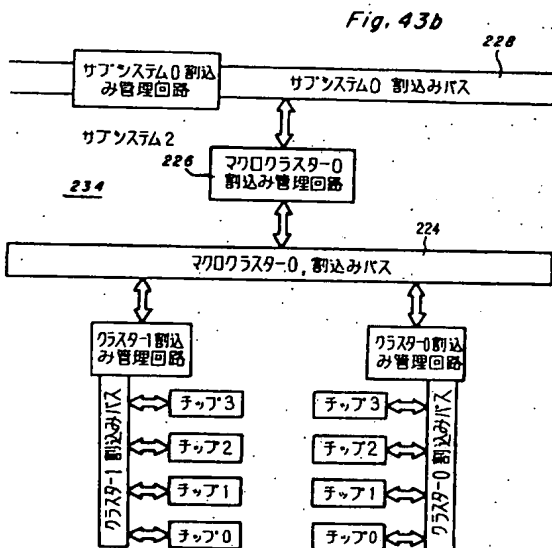 Fig. 43b
228
サブシステム0 割込
み管理回路
サブシステム0 割込みバス
サブシステム2
226
マクロクラスター0
割込み管理回路
234
224
マクロクラスター0, 割込みバス
クラスター1 割込
み管理回路
クラスター0 割込
み管理回路
クラスター1 割込みバス
チップ3
チップ2
チップ1
チップ0
チップ3
チップ2
チップ1
チップ0
クラスター0 割込みバス